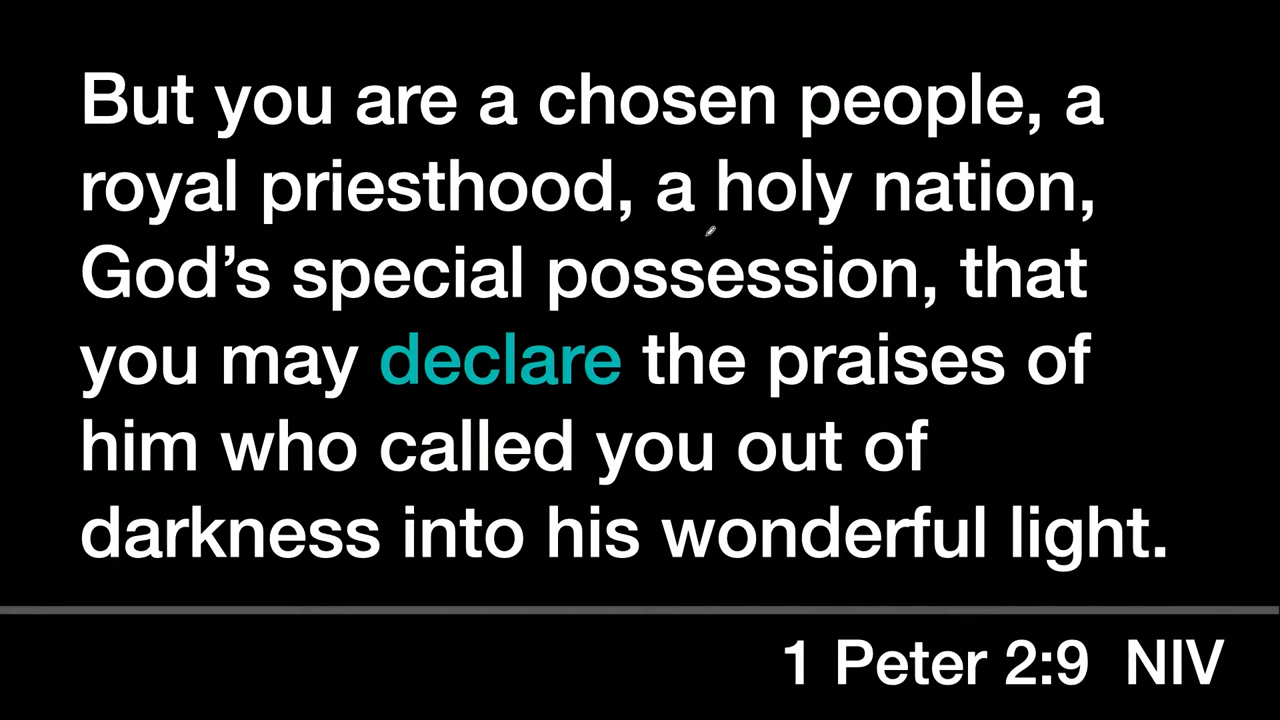 But you are a chosen people, a
royal priesthood, a holy nation,
God’s special possession, that
you may declare the praises of
him who called you out of
darkness into his wonderful light.
1 Peter 2:9 NIV